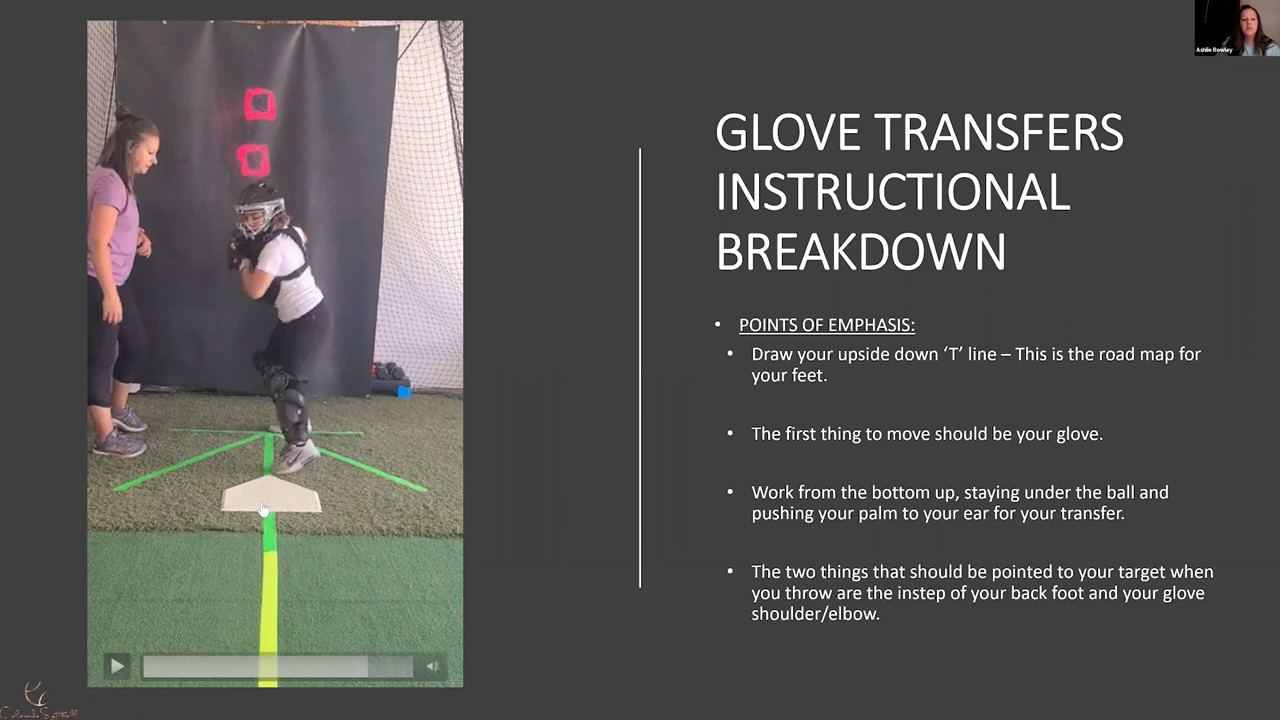 Ashlie Rowley
GLOVE TRANSFERS
INSTRUCTIONAL
BREAKDOWN
• POINTS OF EMPHASIS:
• Draw your upside down ‘T’ line – This is the road map for
your feet.
• The first thing to move should be your glove.
• Work from the bottom up, staying under the ball and
pushing your palm to your ear for your transfer.
• The two things that should be pointed to your target when
you throw are the instep of your back foot and your glove
shoulder/elbow.